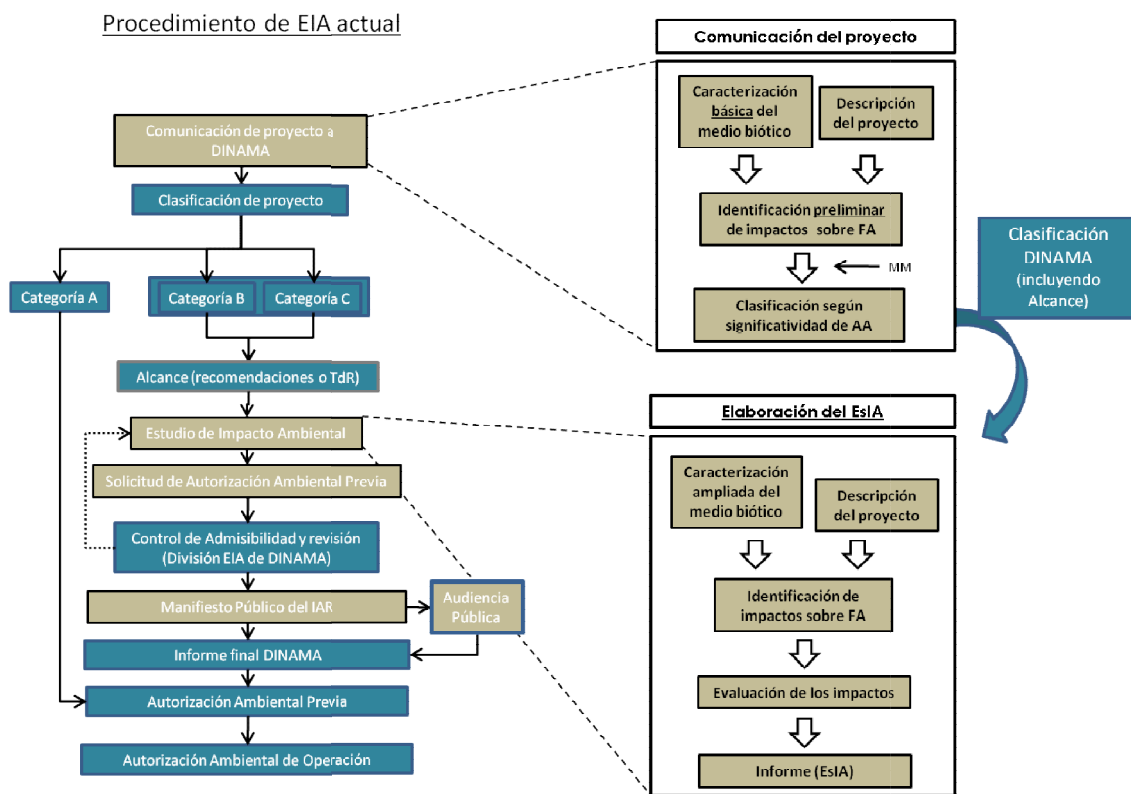 Procedimiento de EIA actual
Comunicación de proyecto a
DINAMA
Clasificación de proyecto
Categoría A
Categoría B
Categoría C
Alcance (recomendaciones o TdR)
Estudio de Impacto Ambiental
Solicitud de Autorización Ambiental Previa
Control de Admisibilidad y revisión
(División EIA de DINAMA)
Manifiesto Público del IAR
Audiencia
Pública
Informe final DINAMA
Autorización Ambiental Previa
Autorización Ambiental de Operación
Comunicación del proyecto
Caracterización
básica del
medio biótico
Descripción
del proyecto
Identificación preliminar
de impactos sobre FA
MM
Clasificación según
significatividad de AA
Clasificación
DINAMA
(incluyendo
Alcance)
Elaboración del EsIA
Caracterización
ampliada del
medio biótico
Descripción
del proyecto
Identificación de
impactos sobre FA
Evaluación de los impactos
Informe (EsIA)